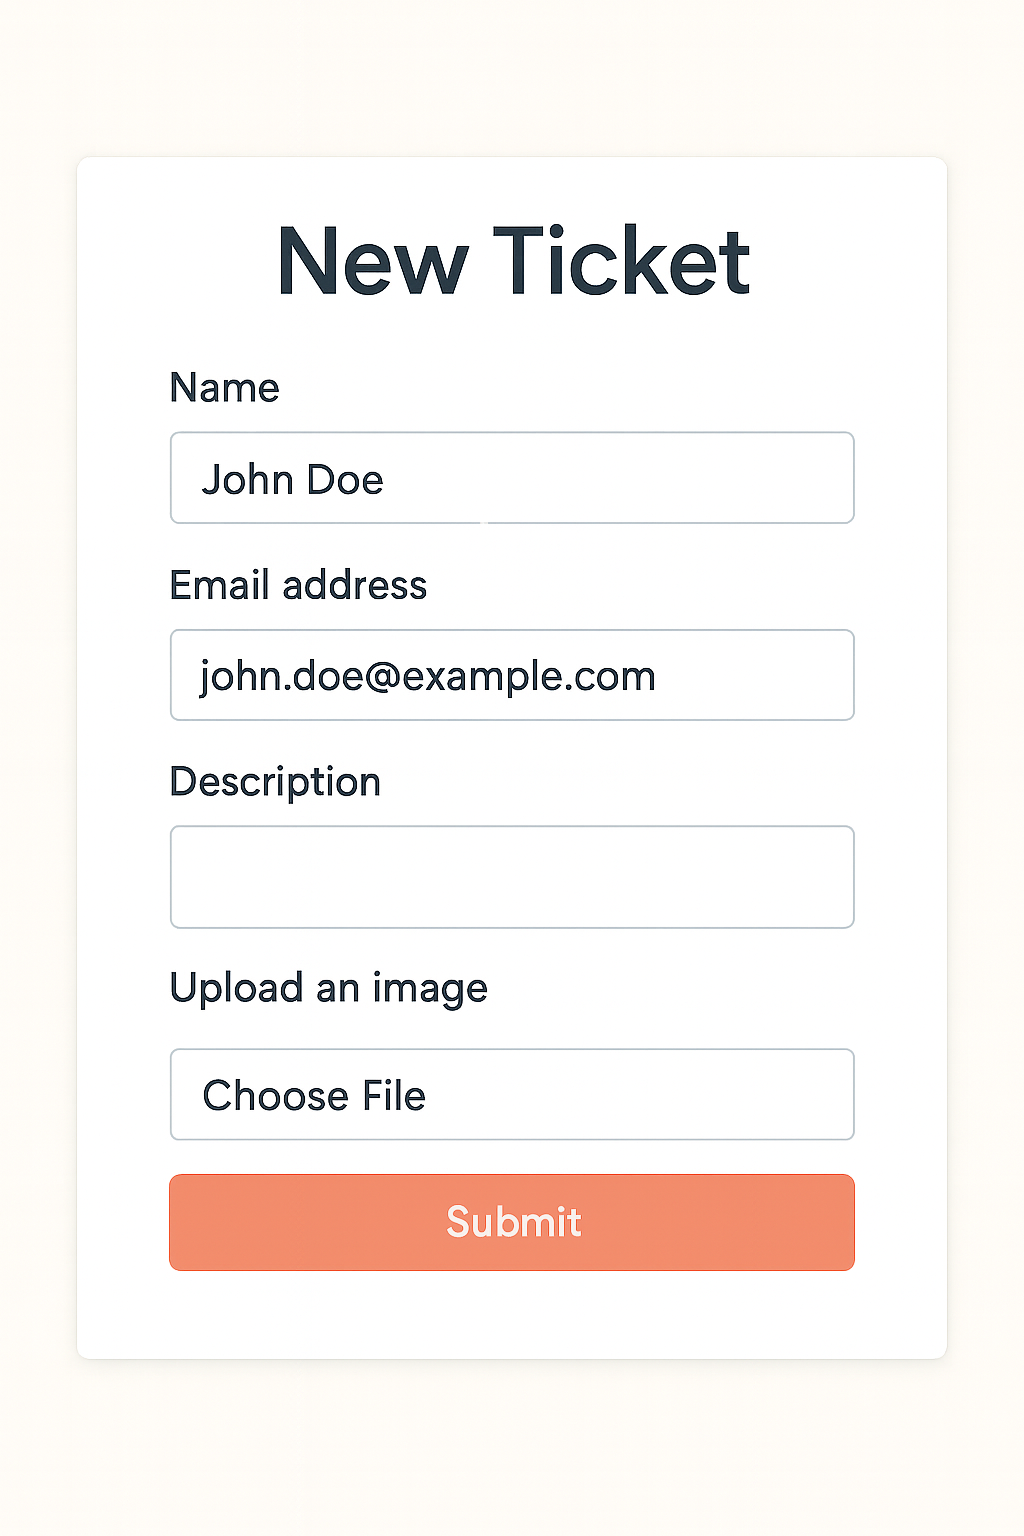 New Ticket
Name
John Doe
Email address
john.doe@example.com
Description
Upload an image
Choose File
Submit